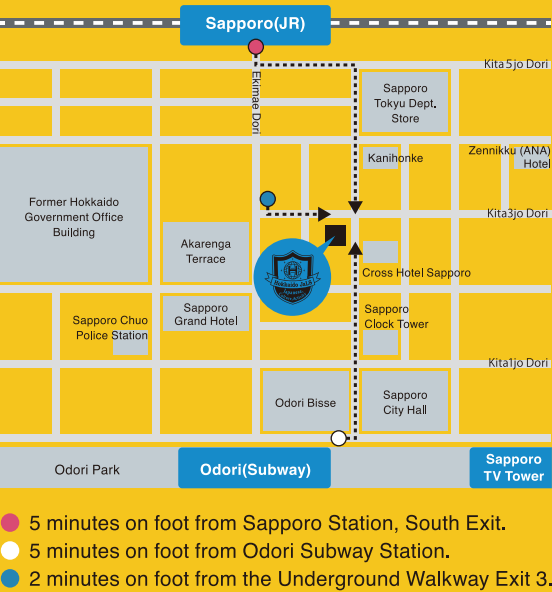 Sapporo(JR)
Kita5jo Dori
Ekimae Dori
Sapporo
Tokyu Dept.
Store
Kanihonke
Zennikku (ANA)
Hotel
Former Hokkaido
Government Office
Building
Kita3jo Dori
Akarenga
Terrace
Hokkaido JaLS
Cross Hotel Sapporo
Sapporo
Grand Hotel
Sapporo Chuo
Police Station
Sapporo
Clock Tower
Kita1jo Dori
Odori Bisse
Sapporo
City Hall
Odori Park
Odori(Subway)
Sapporo
TV Tower
5 minutes on foot from Sapporo Station, South Exit.
5 minutes on foot from Odori Subway Station.
2 minutes on foot from the Underground Walkway Exit 3.